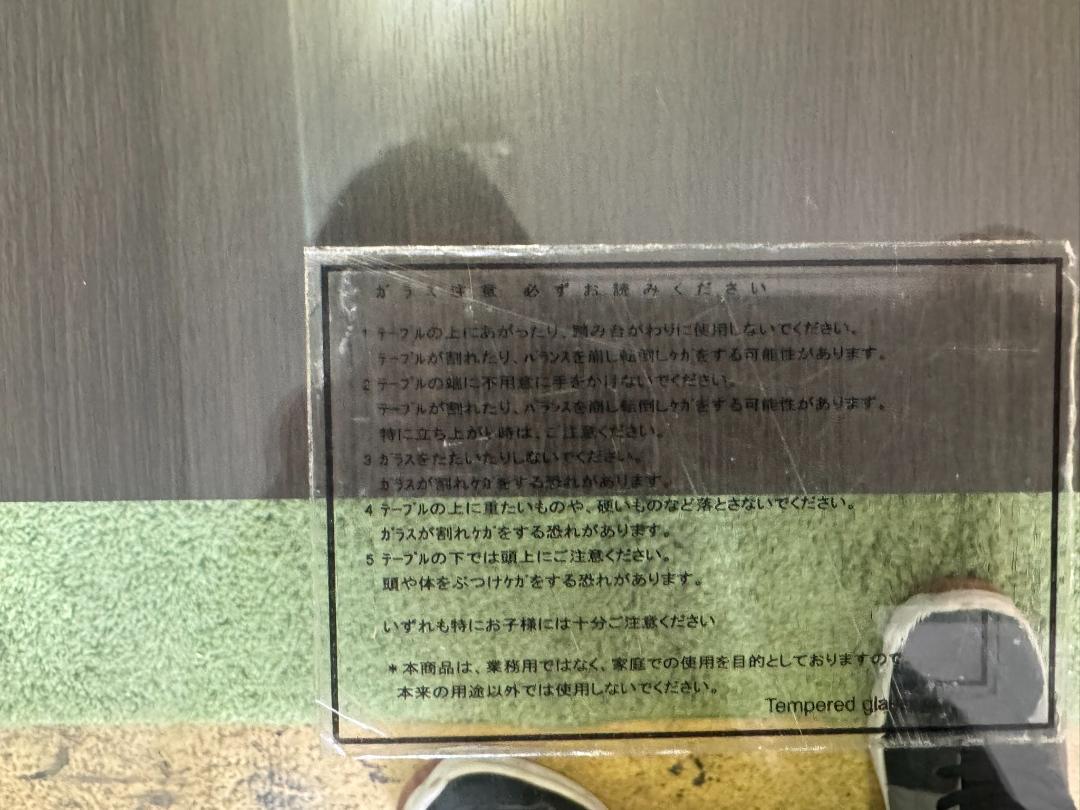 ガラス注意 必ずお読みください
1 テーブルの上にあがったり、踏み台がわりに使用しないでください。
テーブルが割れたり、バランスを崩し転倒しケガをする可能性があります。
2 テーブルの端に不用意に手をかけないでください。
テーブルが割れたり、バランスを崩し転倒しケガをする可能性があります。
特に立ち上がり時は、ご注意ください。
3 ガラスをたたいたりしないでください。
ガラスが割れケガをする恐れがあります。
4 テーブルの上に重たいものや、硬いものなど落とさないでください。
ガラスが割れケガをする恐れがあります。
5 テーブルの下では頭上にご注意ください。
頭や体をぶつけケガをする恐れがあります。
いずれも特にお子様には十分ご注意ください
*本商品は、業務用ではなく、家庭での使用を目的としておりますので
本来の用途以外では使用しないでください。
Tempered